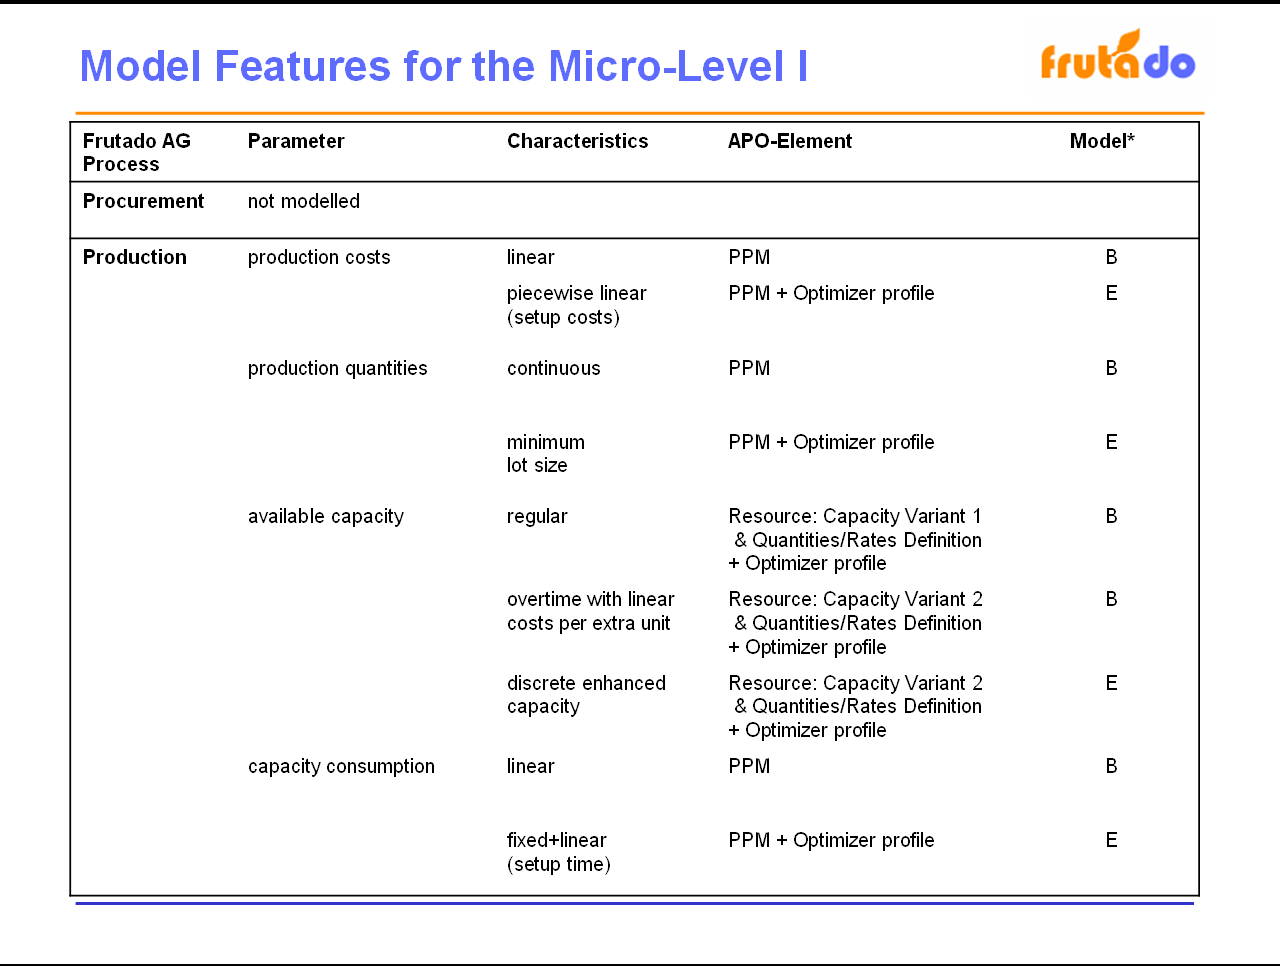 Model Features for the Micro-Level I
frutado
Frutado AG Process Parameter Characteristics APO-Element Model*
Procurement not modelled
Production production costs linear PPM B
piecewise linear PPM + Optimizer profile E
(setup costs)
production quantities continuous PPM B
minimum PPM + Optimizer profile E
lot size
available capacity regular Resource: Capacity Variant 1 B
& Quantities/Rates Definition
+ Optimizer profile
overtime with linear Resource: Capacity Variant 2 B
costs per extra unit & Quantities/Rates Definition
+ Optimizer profile
discrete enhanced Resource: Capacity Variant 2 E
capacity & Quantities/Rates Definition
+ Optimizer profile
capacity consumption linear PPM B
fixed+linear PPM + Optimizer profile E
(setup time)